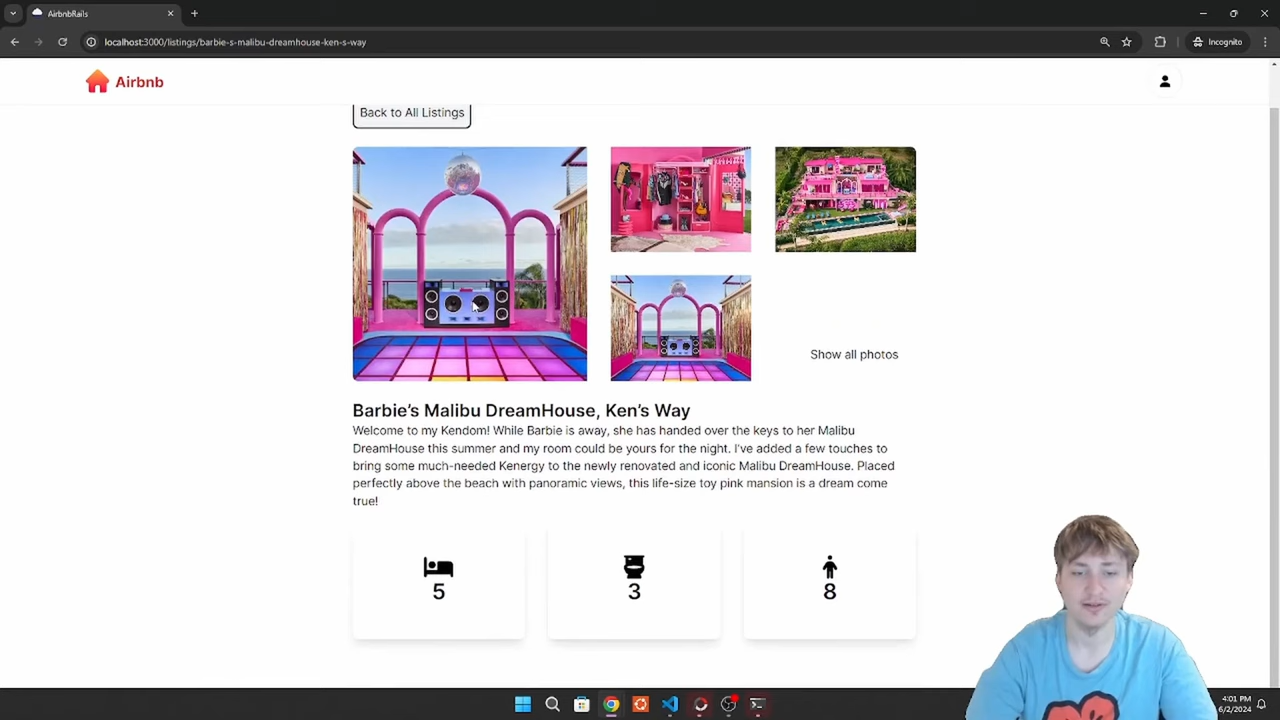 AirbnbRails
localhost:3000/listings/barbie-s-malibu-dreamhouse-ken-s-way
Incognito
Airbnb
Back to All Listings
Show all photos
Barbie’s Malibu DreamHouse, Ken’s Way
Welcome to my Kendom! While Barbie is away, she has handed over the keys to her Malibu
DreamHouse this summer and my room could be yours for the night. I’ve added a few touches to
bring some much-needed Kenergy to the newly renovated and iconic Malibu DreamHouse. Placed
perfectly above the beach with panoramic views, this life-size toy pink mansion is a dream come
true!
5
3
8
4:01 PM
6/2/2024